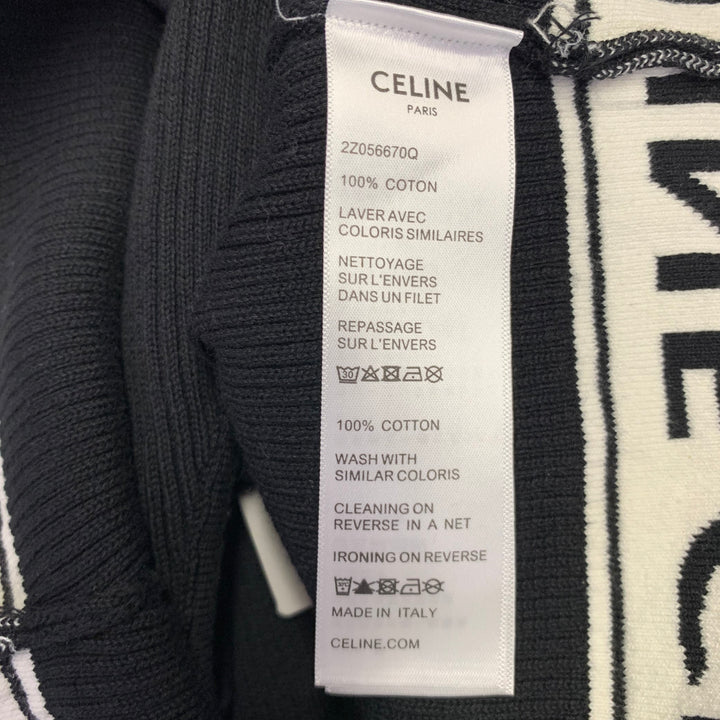 CELINE
PARIS
2Z056670Q
100% COTON
LAVER AVEC
COLORIS SIMILAIRES
NETTOYAGE
SUR L'ENVERS
DANS UN FILET
REPASSAGE
SUR L'ENVERS
30
100% COTTON
WASH WITH
SIMILAR COLORIS
CLEANING ON
REVERSE IN A NET
IRONING ON REVERSE
MADE IN ITALY
CELINE.COM